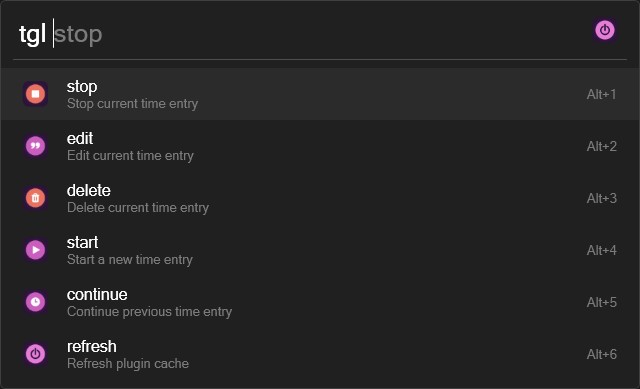 tgl stop
stop
Stop current time entry
Alt+1
edit
Edit current time entry
Alt+2
delete
Delete current time entry
Alt+3
start
Start a new time entry
Alt+4
continue
Continue previous time entry
Alt+5
refresh
Refresh plugin cache
Alt+6